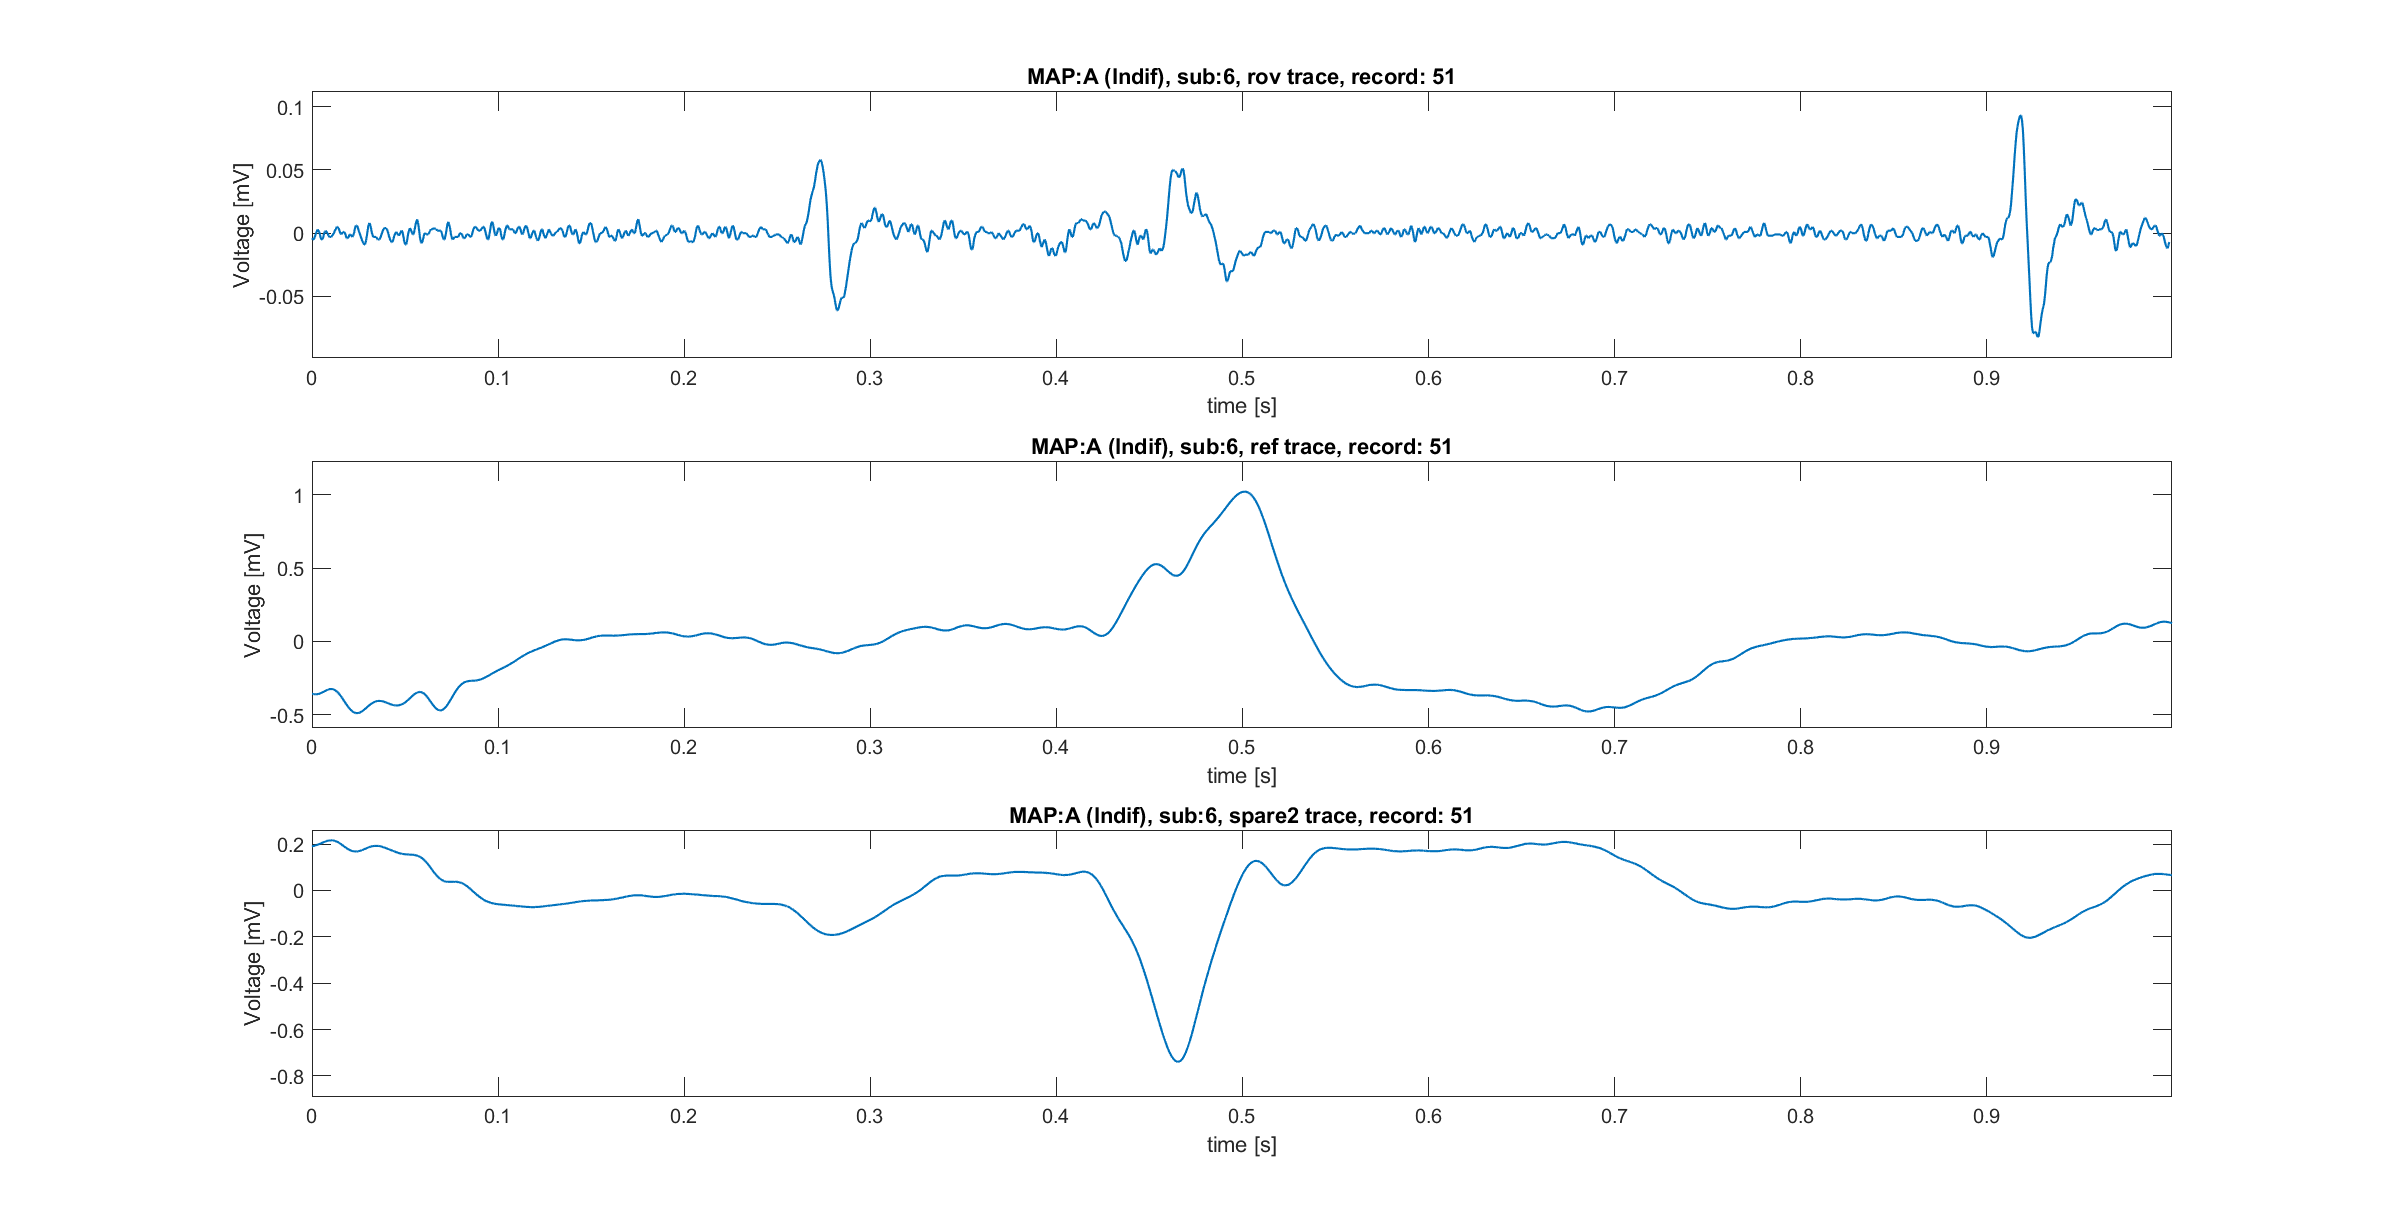 MAP:A (Indif), sub:6, rov trace, record: 51
0.1
0.05
0
-0.05
Voltage [mV]
0 0.1 0.2 0.3 0.4 0.5 0.6 0.7 0.8 0.9
time [s]
MAP:A (Indif), sub:6, ref trace, record: 51
1
0.5
0
-0.5
Voltage [mV]
0 0.1 0.2 0.3 0.4 0.5 0.6 0.7 0.8 0.9
time [s]
MAP:A (Indif), sub:6, spare2 trace, record: 51
0.2
0
-0.2
-0.4
-0.6
-0.8
Voltage [mV]
0 0.1 0.2 0.3 0.4 0.5 0.6 0.7 0.8 0.9
time [s]